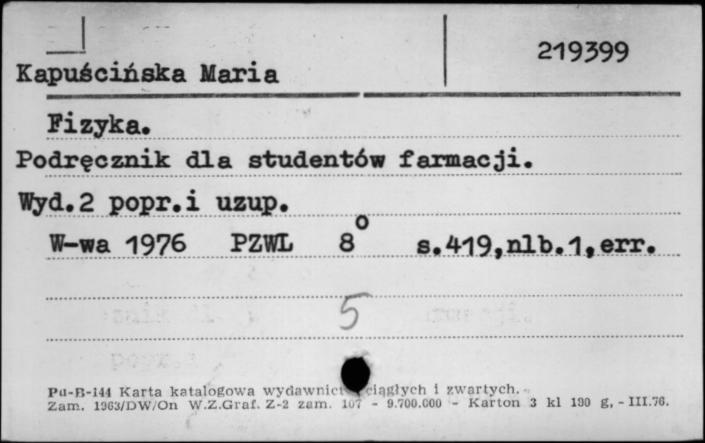 219399
Kapuścińska Maria
Fizyka.
Podręcznik dla studentów farmacji.
Wyd.2 popr.i uzup.
W-wa 1976 PZWL 8° s.419,nlb.1,err.
5
Pu-B-144 Karta katalogowa wydawnict ciągłych i zwartych.
Zam. 1963/DW/On W.Z.Graf. Z-2 zam. 107 - 9.700.000 - Karton 3 kl 190 g, - III.76.